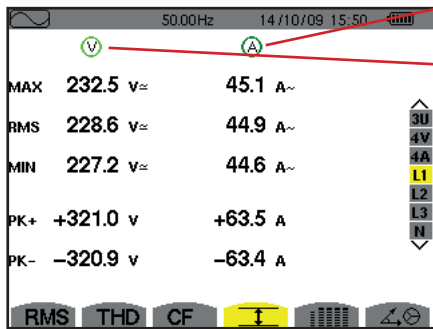 50.00Hz 14/10/09 15:50
V A
MAX 232.5 V≃ 45.1 A~
RMS 228.6 V≃ 44.9 A~
MIN 227.2 V≃ 44.6 A~
PK+ +321.0 V +63.5 A
PK- -320.9 V -63.4 A
3U
4V
4A
L1
L2
L3
N
RMS THD CF